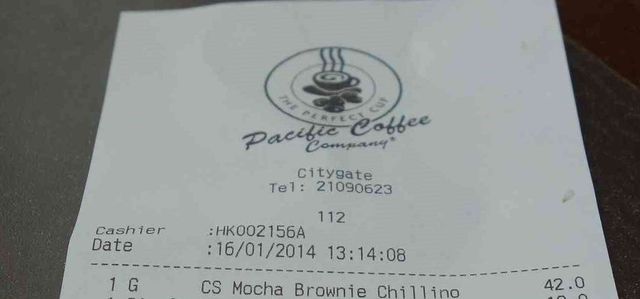 THE PERFECT CUP
Pacific Coffee
Company®
Citygate
Tel: 21090623
112
Cashier :HK002156A
Date :16/01/2014 13:14:08
1 G CS Mocha Brownie Chillino 42.0